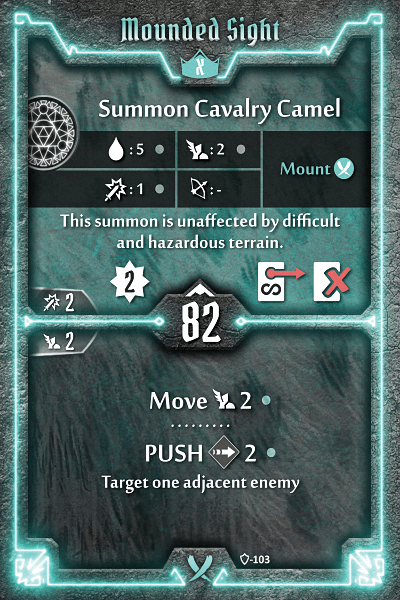 Mounded Sight
X
Summon Cavalry Camel
: 5
: 2
: 1
: -
Mount
This summon is unaffected by difficult
and hazardous terrain.
2
2
82
2
Move 2
PUSH 2
Target one adjacent enemy
-103